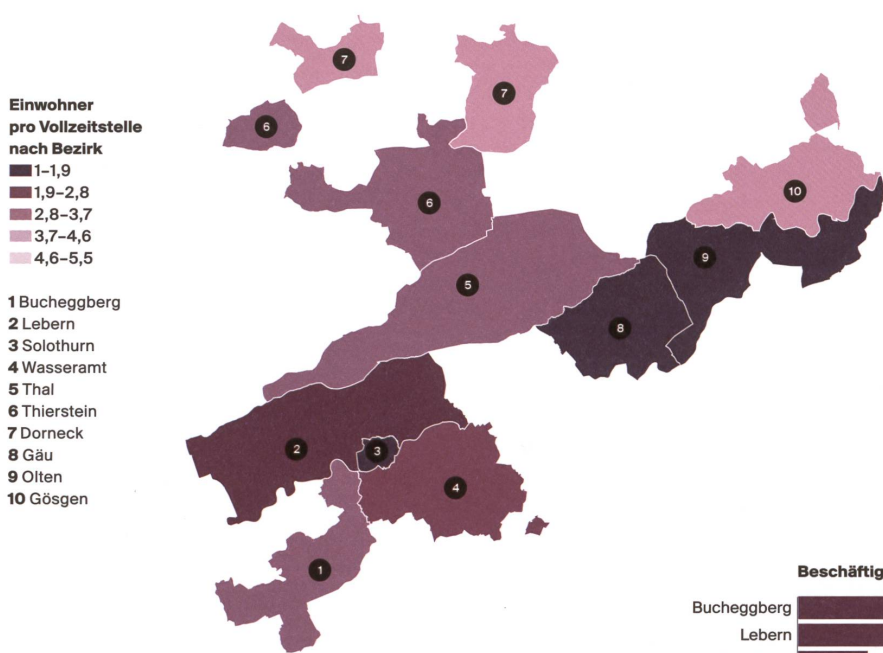 Einwohner
pro Vollzeitstelle
nach Bezirk
1–1,9
1,9–2,8
2,8–3,7
3,7–4,6
4,6–5,5
1 Bucheggberg
2 Lebern
3 Solothurn
4 Wasseramt
5 Thal
6 Thierstein
7 Dorneck
8 Gäu
9 Olten
10 Gösgen
7
7
6
10
6
9
5
8
2
3
4
1
Beschäftig
Bucheggberg
Lebern